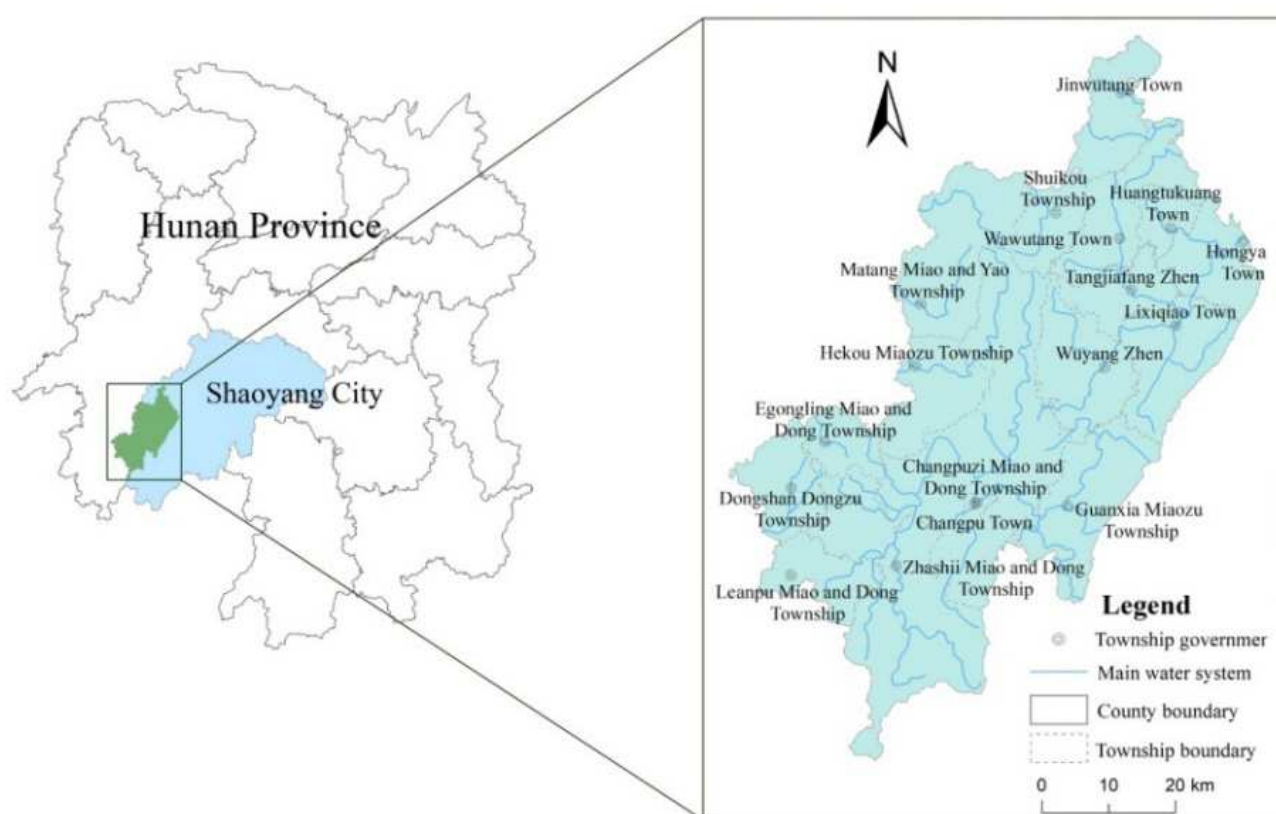 Hunan Province
Shaoyang City
N
Jinwutang Town
Shuikou
Township
Huangtukuang
Town
Wawutang Town
Hongya
Town
Matang Miao and Yao
Township
Tangjiafang Zhen
Lixiqiao Town
Hekou Miaozu Township
Wuyang Zhen
Egongling Miao and
Dong Township
Changpuzi Miao and
Dong Township
Dongshan Dongzu
Township
Changpu Town
Guanxia Miaozu
Township
Zhashii Miao and Dong
Township
Leanpu Miao and Dong
Township
Legend
Township governmer
Main water system
County boundary
Township boundary
0 10 20 km